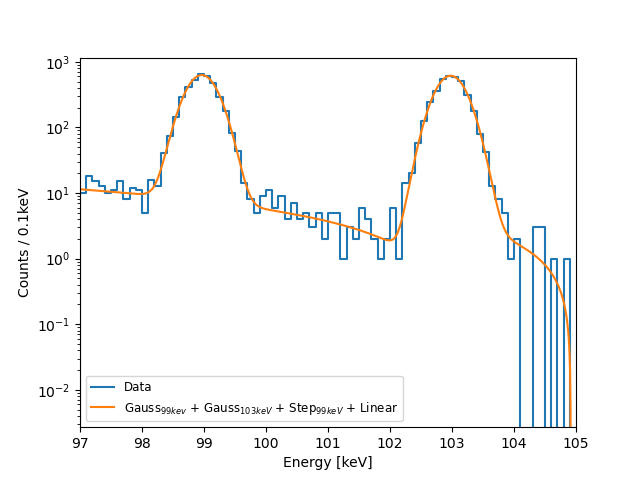 10³
10²
10¹
10⁰
10⁻¹
10⁻²
Counts / 0.1keV
Data
Gauss₉₉ₖₑᵥ + Gauss₁₀₃ₖₑV + Step₉₉ₖₑV + Linear
97 98 99 100 101 102 103 104 105
Energy [keV]